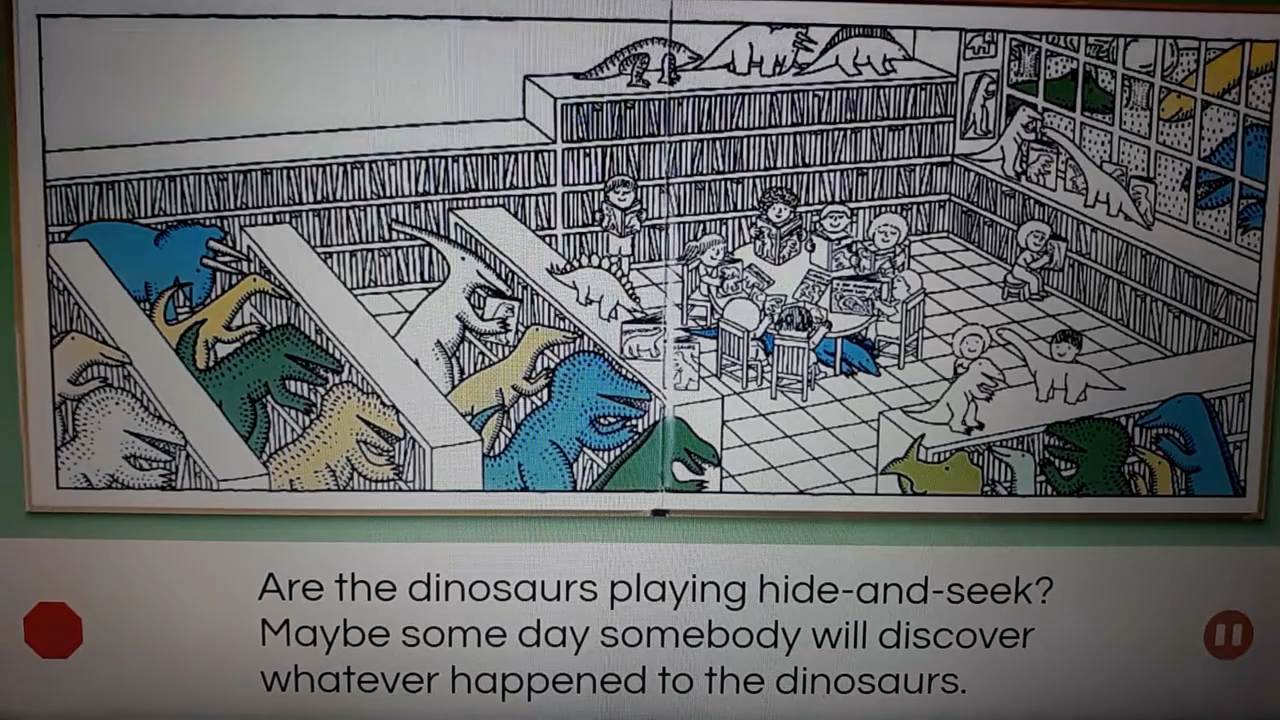 Are the dinosaurs playing hide-and-seek?
Maybe some day somebody will discover
whatever happened to the dinosaurs.